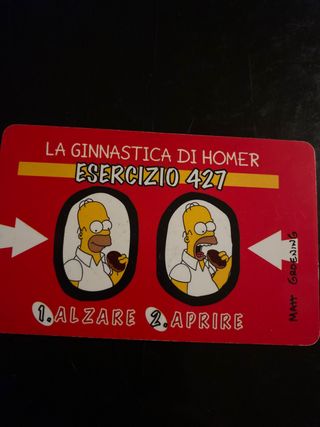 LA GINNASTICA DI HOMER
ESERCIZIO 427
1. ALZARE 2. APRIRE
MATT GROENING